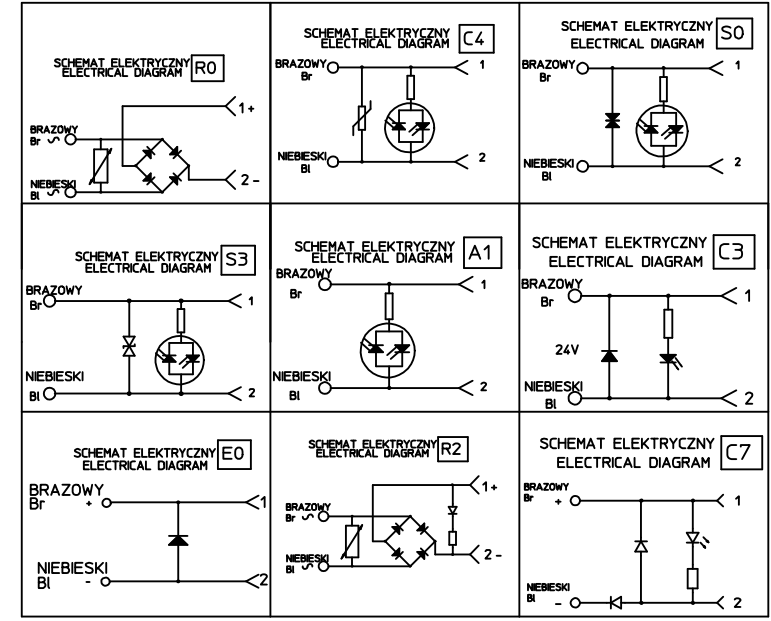 SCHEMAT ELEKTRYCZNY
ELECTRICAL DIAGRAM
R0
1+
BRAZOWY
Br ~
NIEBIESKI
Bl ~
2-
SCHEMAT ELEKTRYCZNY
ELECTRICAL DIAGRAM
C4
BRAZOWY
Br
1
NIEBIESKI
Bl
2
SCHEMAT ELEKTRYCZNY
ELECTRICAL DIAGRAM
S0
BRAZOWY
Br
1
NIEBIESKI
Bl
2
SCHEMAT ELEKTRYCZNY
ELECTRICAL DIAGRAM
S3
BRAZOWY
Br
1
NIEBIESKI
Bl
2
SCHEMAT ELEKTRYCZNY
ELECTRICAL DIAGRAM
A1
BRAZOWY
Br
1
NIEBIESKI
Bl
2
SCHEMAT ELEKTRYCZNY
ELECTRICAL DIAGRAM
C3
BRAZOWY
Br
1
24V
NIEBIESKI
Bl
2
SCHEMAT ELEKTRYCZNY
ELECTRICAL DIAGRAM
E0
BRAZOWY
Br +
1
NIEBIESKI
Bl -
2
SCHEMAT ELEKTRYCZNY
ELECTRICAL DIAGRAM
R2
1+
BRAZOWY
Br ~
NIEBIESKI
Bl ~
2-
SCHEMAT ELEKTRYCZNY
ELECTRICAL DIAGRAM
C7
BRAZOWY
Br +
1
NIEBIESKI
Bl -
2